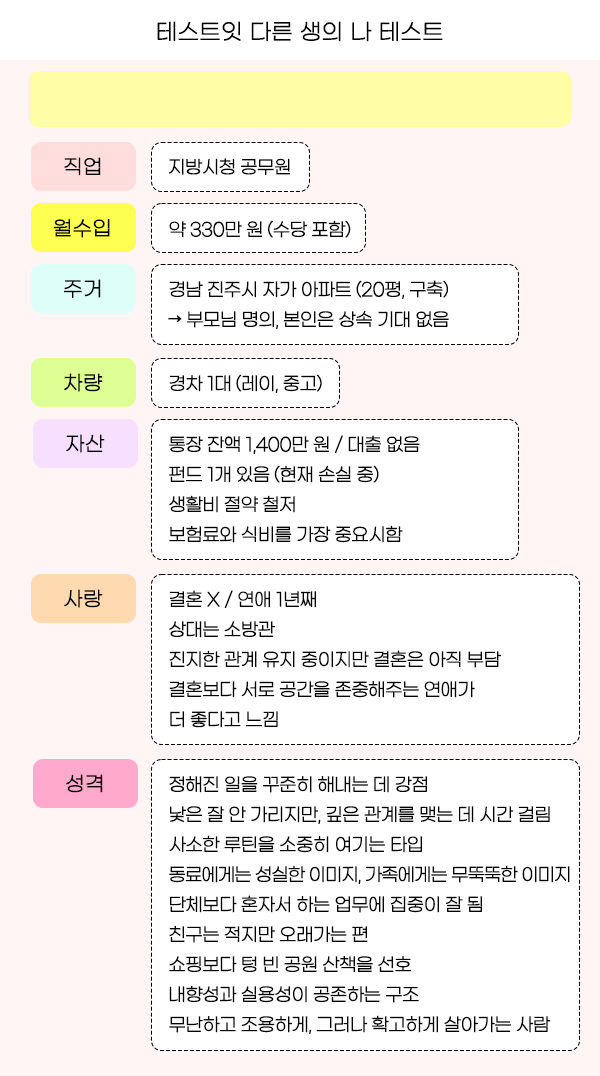 테스트잇 다른 생의 나 테스트
직업
지방시청 공무원
월수입
약 330만 원 (수당 포함)
주거
경남 진주시 자가 아파트 (20평, 구축)
→ 부모님 명의, 본인은 상속 기대 없음
차량
경차 1대 (레이, 중고)
자산
통장 잔액 1,400만 원 / 대출 없음
펀드 1개 있음 (현재 손실 중)
생활비 절약 철저
보험료와 식비를 가장 중요시함
사랑
결혼 X / 연애 1년째
상대는 소방관
진지한 관계 유지 중이지만 결혼은 아직 부담
결혼보다 서로 공간을 존중해주는 연애가
더 좋다고 느낌
성격
정해진 일을 꾸준히 해내는 데 강점
낯은 잘 안 가리지만, 깊은 관계를 맺는 데 시간 걸림
사소한 루틴을 소중히 여기는 타입
동료에게는 성실한 이미지, 가족에게는 무뚝뚝한 이미지
단체보다 혼자서 하는 업무에 집중이 잘 됨
친구는 적지만 오래가는 편
쇼핑보다 텅 빈 공원 산책을 선호
내향성과 실용성이 공존하는 구조
무난하고 조용하게, 그러나 확고하게 살아가는 사람